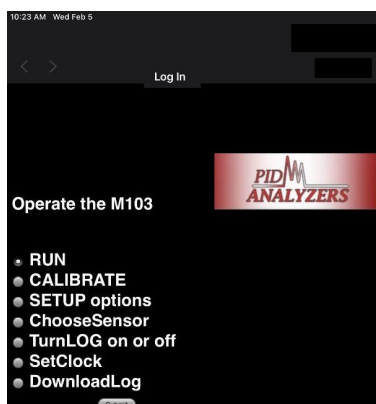 10:23 AM Wed Feb 5
Log In
PID
ANALYZERS
Operate the M103
RUN
CALIBRATE
SETUP options
ChooseSensor
TurnLOG on or off
SetClock
DownloadLog
Submit